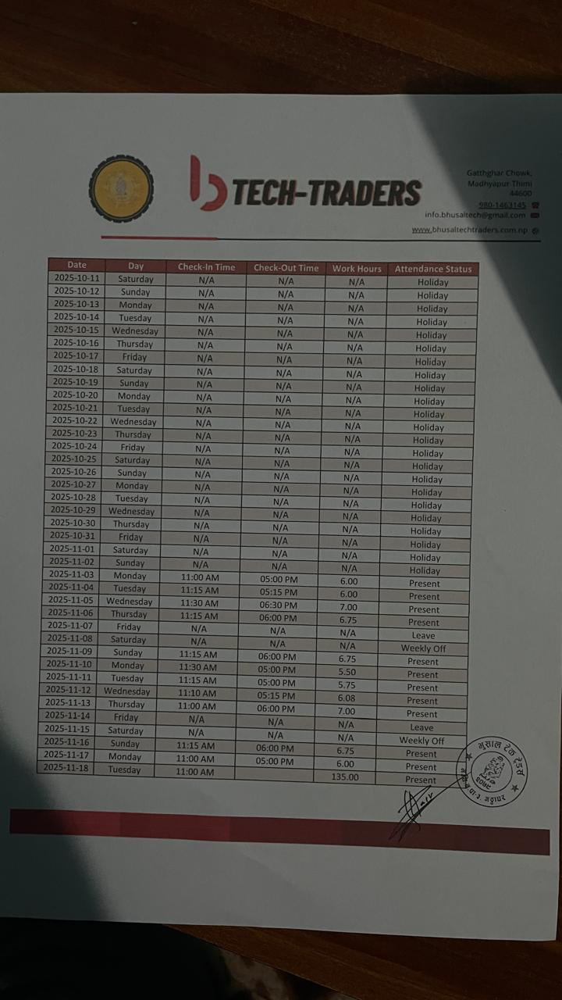 b TECH-TRADERS
Gatthghar Chowk,
Madhyapur Thimi
44600
980-1463145
info.bhusaltech@gmail.com
www.bhusaltechtraders.com.np
Date Day Check-In Time Check-Out Time Work Hours Attendance Status
2025-10-11 Saturday N/A N/A N/A Holiday
2025-10-12 Sunday N/A N/A N/A Holiday
2025-10-13 Monday N/A N/A N/A Holiday
2025-10-14 Tuesday N/A N/A N/A Holiday
2025-10-15 Wednesday N/A N/A N/A Holiday
2025-10-16 Thursday N/A N/A N/A Holiday
2025-10-17 Friday N/A N/A N/A Holiday
2025-10-18 Saturday N/A N/A N/A Holiday
2025-10-19 Sunday N/A N/A N/A Holiday
2025-10-20 Monday N/A N/A N/A Holiday
2025-10-21 Tuesday N/A N/A N/A Holiday
2025-10-22 Wednesday N/A N/A N/A Holiday
2025-10-23 Thursday N/A N/A N/A Holiday
2025-10-24 Friday N/A N/A N/A Holiday
2025-10-25 Saturday N/A N/A N/A Holiday
2025-10-26 Sunday N/A N/A N/A Holiday
2025-10-27 Monday N/A N/A N/A Holiday
2025-10-28 Tuesday N/A N/A N/A Holiday
2025-10-29 Wednesday N/A N/A N/A Holiday
2025-10-30 Thursday N/A N/A N/A Holiday
2025-10-31 Friday N/A N/A N/A Holiday
2025-11-01 Saturday N/A N/A N/A Holiday
2025-11-02 Sunday N/A N/A N/A Holiday
2025-11-03 Monday 11:00 AM 05:00 PM 6.00 Present
2025-11-04 Tuesday 11:15 AM 05:15 PM 6.00 Present
2025-11-05 Wednesday 11:30 AM 06:30 PM 7.00 Present
2025-11-06 Thursday 11:15 AM 06:00 PM 6.75 Present
2025-11-07 Friday N/A N/A N/A Leave
2025-11-08 Saturday N/A N/A N/A Weekly Off
2025-11-09 Sunday 11:15 AM 06:00 PM 6.75 Present
2025-11-10 Monday 11:30 AM 05:00 PM 5.50 Present
2025-11-11 Tuesday 11:15 AM 05:00 PM 5.75 Present
2025-11-12 Wednesday 11:10 AM 05:15 PM 6.08 Present
2025-11-13 Thursday 11:00 AM 06:00 PM 7.00 Present
2025-11-14 Friday N/A N/A N/A Leave
2025-11-15 Saturday N/A N/A N/A Weekly Off
2025-11-16 Sunday 11:15 AM 06:00 PM 6.75 Present
2025-11-17 Monday 11:00 AM 05:00 PM 6.00 Present
2025-11-18 Tuesday 11:00 AM 135.00 Present
भुसाल टेक ट्रेडर्स